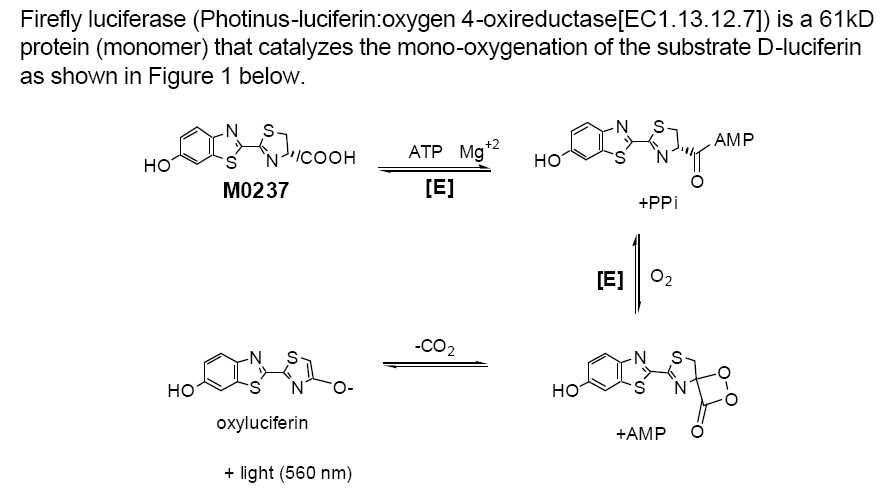 Firefly luciferase (Photinus-luciferin:oxygen 4-oxireductase[EC1.13.12.7]) is a 61kD
protein (monomer) that catalyzes the mono-oxygenation of the substrate D-luciferin
as shown in Figure 1 below.
HO N S S N COOH
M0237
ATP Mg+2
[E]
HO N S S N O AMP
+PPi
[E] O2
HO N S S N O O O
+AMP
-CO2
HO N S S N O-
oxyluciferin
+ light (560 nm)